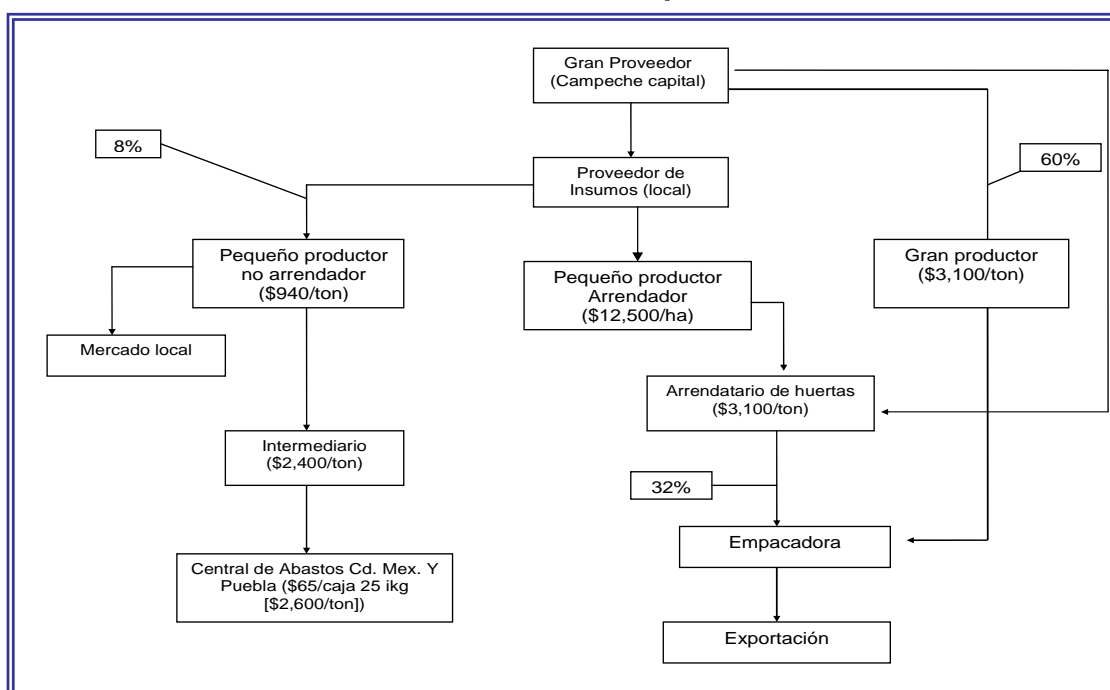 Gran Proveedor
(Campeche capital)
8%
60%
Proveedor de
Insumos (local)
Pequeño productor
no arrendador
($940/ton)
Pequeño productor
Arrendador
($12,500/ha)
Gran productor
($3,100/ton)
Mercado local
Arrendatario de huertas
($3,100/ton)
Intermediario
($2,400/ton)
32%
Empacadora
Central de Abastos Cd. Mex. Y
Puebla ($65/caja 25 ikg
[$2,600/ton])
Exportación